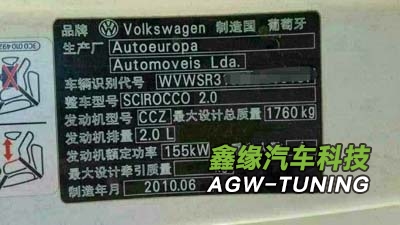 品牌 Volkswagen 制造国 葡萄牙
生产厂 Autoeuropa
Automoveis Lda.
车辆识别代号 WVWSR3
整车型号 SCIROCCO 2.0
发动机型号 CCZ 最大设计总质量 1760 kg
发动机排量 2.0 L
发动机额定功率 155kW
最大设计牵引质量 kg
制造年月 2010.06
鑫缘汽车科技
AGW-TUNING